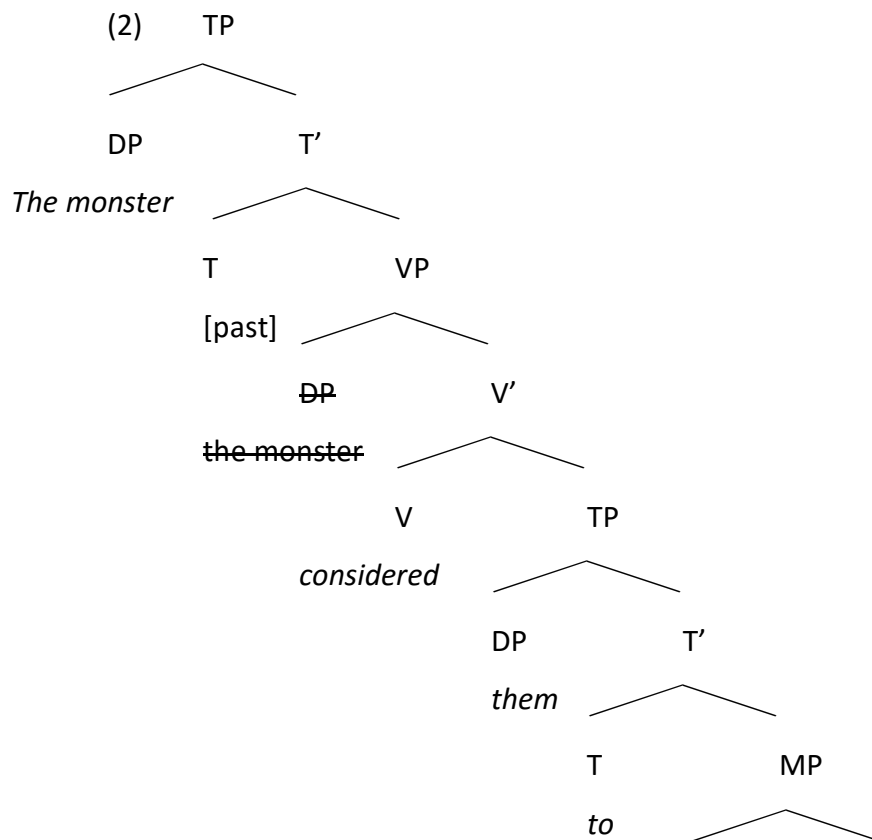 (2) TP
DP T’
The monster
T VP
[past]
DP V’
the monster
V TP
considered
DP T’
them
T MP
to